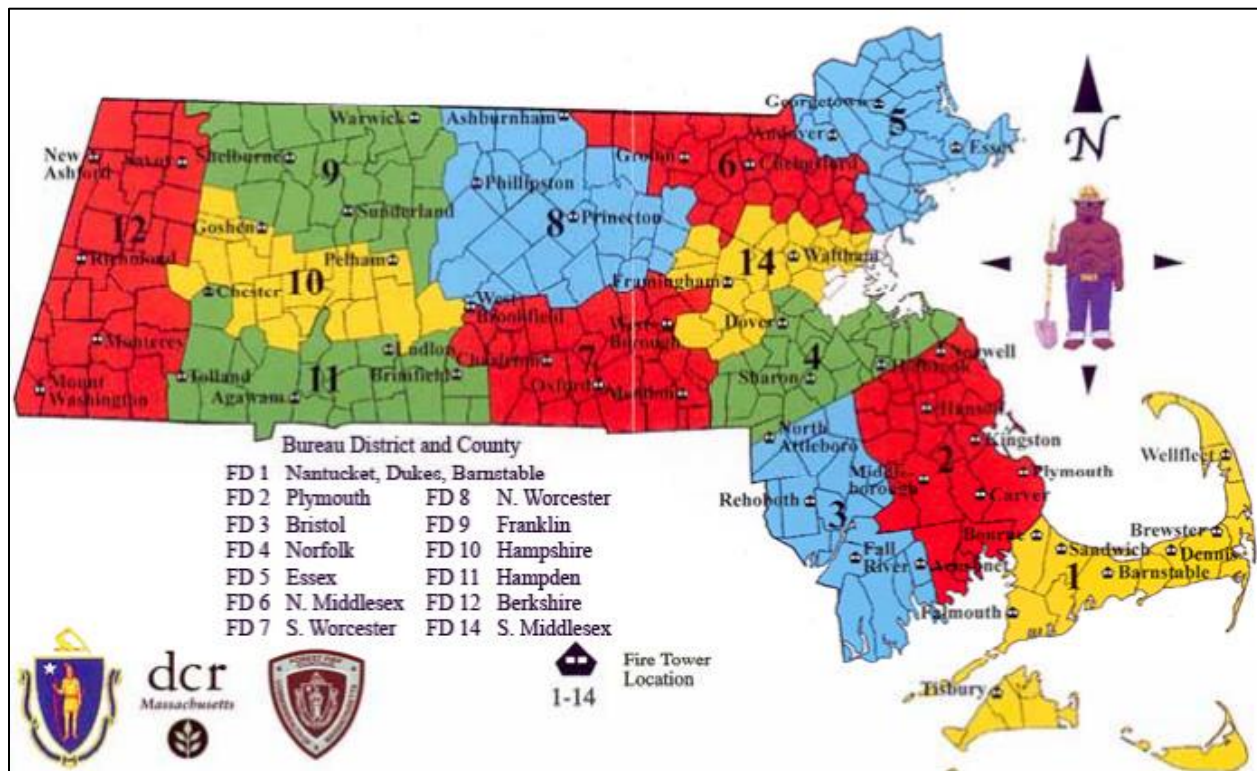 Georgetown
Warwick
Ashburnham
5
N
Andover
Essex
New
Ashford
Savoy
Shelburne
9
Groton
6
Chelmsford
Phillipston
12
Sunderland
8
Princeton
Goshen
Richmond
Pelham
14
Waltham
10
Framingham
Chester
West
Brookfield
Dover
West-
Borough
Norwell
Monterey
Ludlow
Charlton
7
4
Holbrook
Mount
Washington
Tolland
11
Brimfield
Oxford
Mendon
Sharon
Agawam
Hanson
North
Attleboro
Kingston
Wellfleet
2
Plymouth
Middle-
borough
Rehoboth
Carver
3
Bourne
Brewster
Sandwich
Dennis
Fall
River
Acushnet
1
Barnstable
Falmouth
Tisbury
Bureau District and County
FD 1 Nantucket, Dukes, Barnstable
FD 2 Plymouth FD 8 N. Worcester
FD 3 Bristol FD 9 Franklin
FD 4 Norfolk FD 10 Hampshire
FD 5 Essex FD 11 Hampden
FD 6 N. Middlesex FD 12 Berkshire
FD 7 S. Worcester FD 14 S. Middlesex
dcr
Massachusetts
Fire Tower
Location
1-14